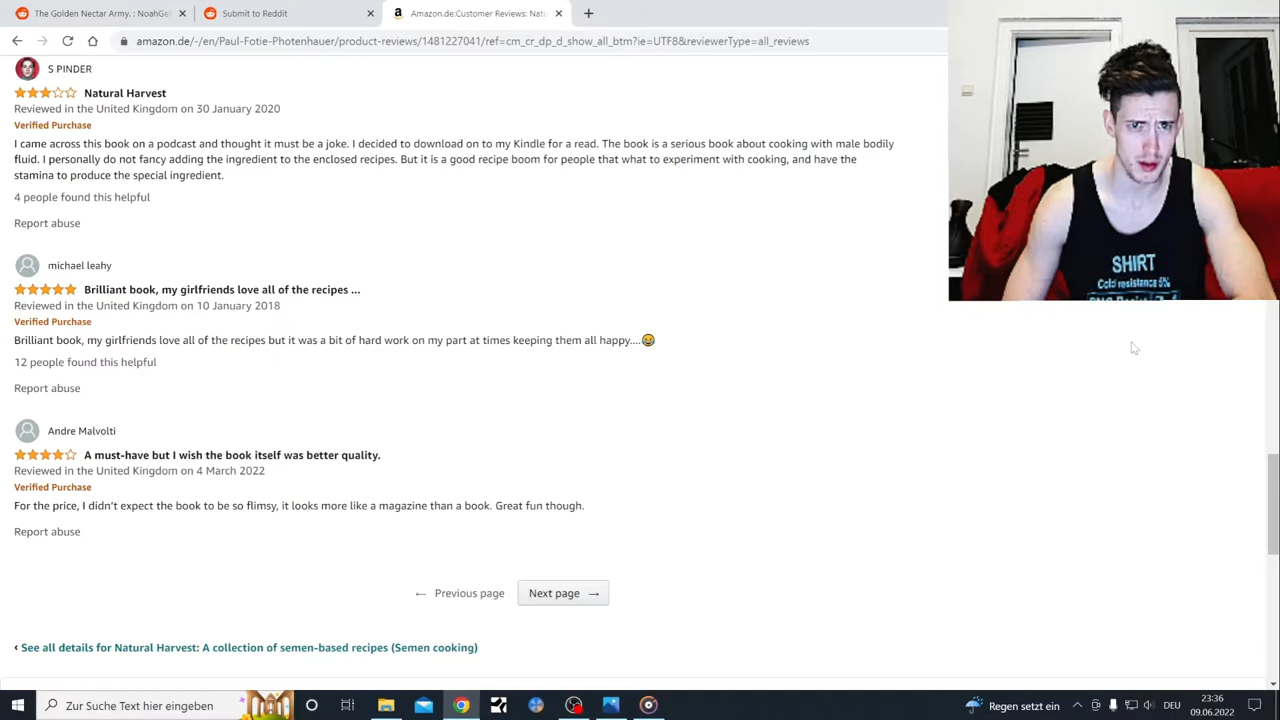 The Golden Nectar Army. : NoahGel
Submit to Reddit
Amazon.de:Customer Reviews: Natu
amazon.de/-/en/Paul-Fotie-Photenh
UTF8&reviewerType=all_reviews
S PINDER
Natural Harvest
Reviewed in the United Kingdom on 30 January 2020
Verified Purchase
I came across this book on a podcast and thought it must be a joke. I decided to download on to my Kindle for a read. The book is a serious book about cooking with male bodily
fluid. I personally do not fancy adding the ingredient to the enclosed recipes. But it is a good recipe boom for people that what to experiment with cooking, and have the
stamina to produce the special ingredient.
4 people found this helpful
Report abuse
michael leahy
Brilliant book, my girlfriends love all of the recipes ...
Reviewed in the United Kingdom on 10 January 2018
Verified Purchase
Brilliant book, my girlfriends love all of the recipes but it was a bit of hard work on my part at times keeping them all happy....
12 people found this helpful
Report abuse
Andre Malvolti
A must-have but I wish the book itself was better quality.
Reviewed in the United Kingdom on 4 March 2022
Verified Purchase
For the price, I didn't expect the book to be so flimsy, it looks more like a magazine than a book. Great fun though.
Report abuse
← Previous page
Next page →
‹ See all details for Natural Harvest: A collection of semen-based recipes (Semen cooking)
SHIRT
Cold resistance 5%
Zur Suche Text hier eingeben
Regen setzt ein
DEU
23:36
09.06.2022